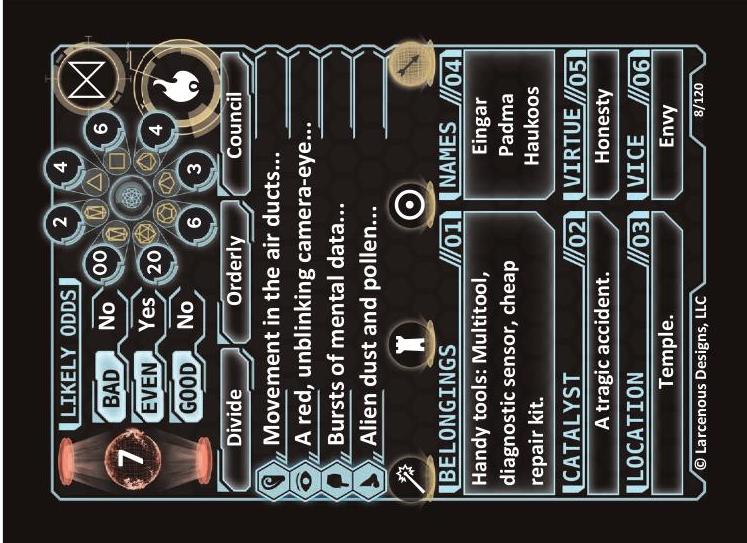 7
LIKELY ODDS
BAD No
EVEN Yes
GOOD No
2
4
6
4
3
6
20
00
Divide
Orderly
Council
Movement in the air ducts...
A red, unblinking camera-eye...
Bursts of mental data...
Alien dust and pollen...
BELONGINGS //01
Handy tools: Multitool,
diagnostic sensor, cheap
repair kit.
CATALYST //02
A tragic accident.
LOCATION //03
Temple.
NAMES //04
Eingar
Padma
Haukoos
VIRTUE //05
Honesty
VICE //06
Envy
© Larcenous Designs, LLC
8/120